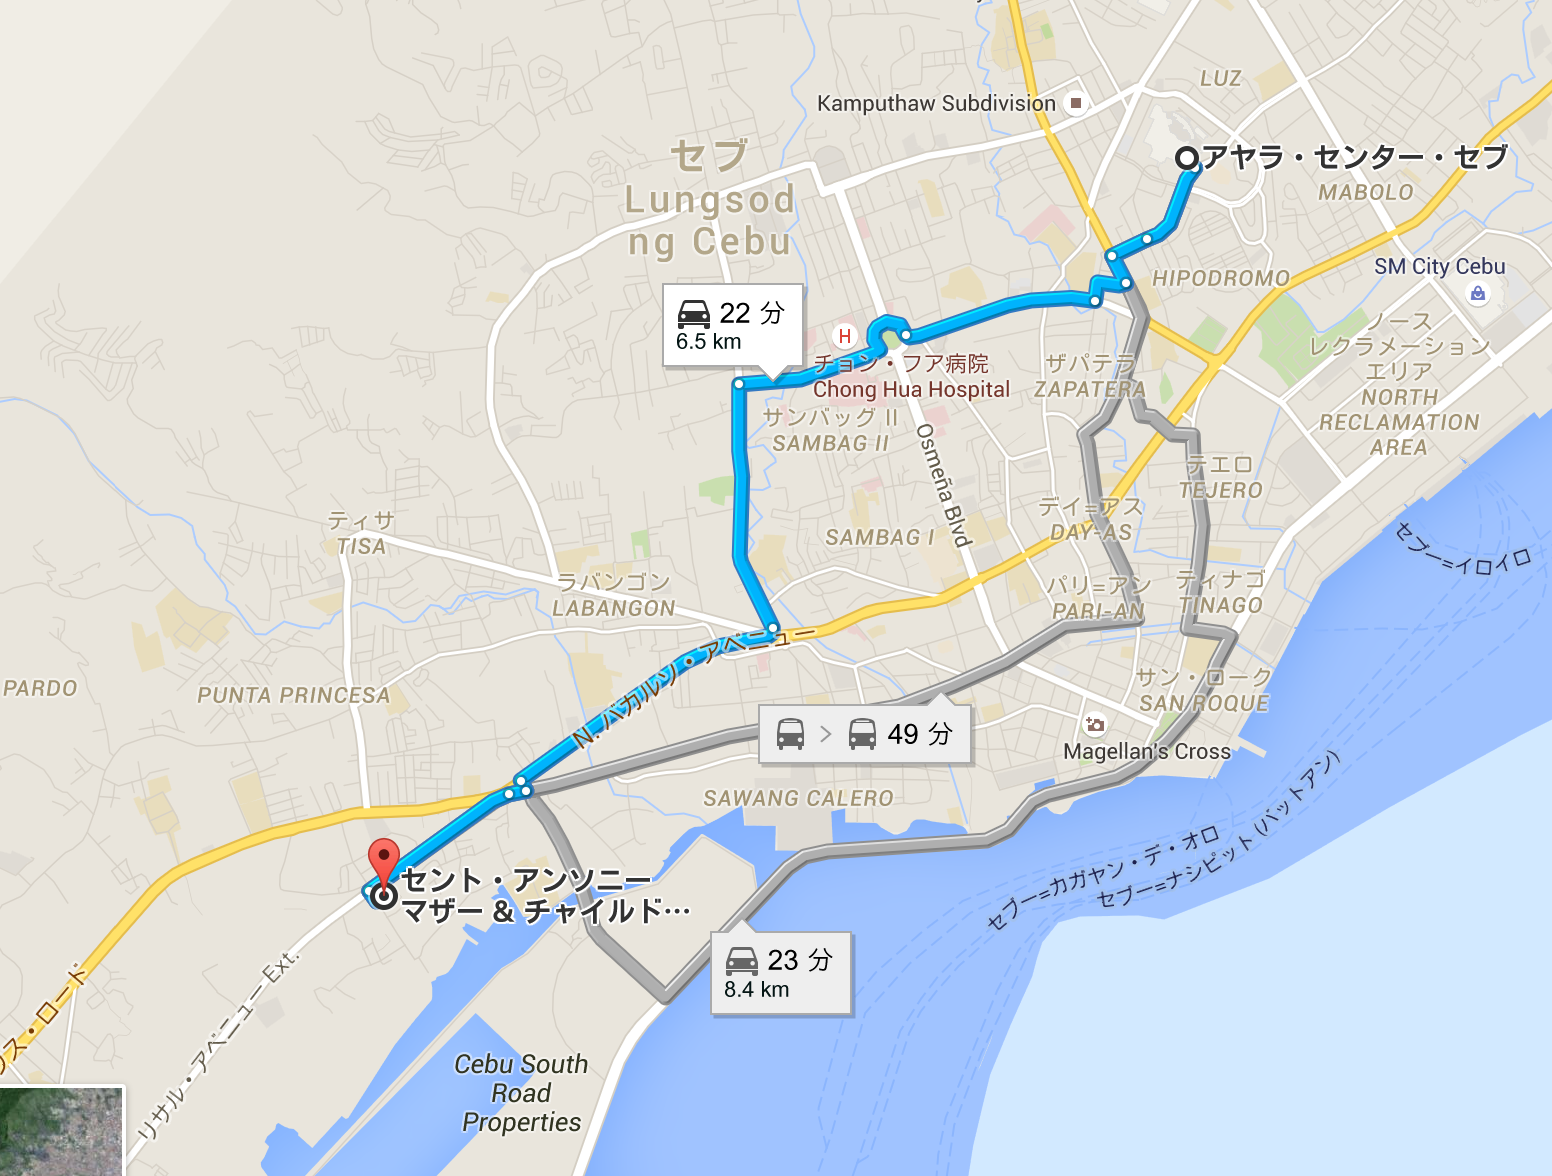 LUZ
Kamputhaw Subdivision
アヤラ・センター・セブ
セブ
Lungsod
ng Cebu
MABOLO
SM City Cebu
HIPODROMO
22 分
6.5 km
H
ノース
レクラメーション
エリア
NORTH
RECLAMATION
AREA
チョン・フア病院
Chong Hua Hospital
ザパテラ
ZAPATERA
サンバッグ II
SAMBAG II
Osmeña Blvd
テエロ
TEJERO
デイ=アス
DAY-AS
ティサ
TISA
SAMBAG I
セブー=イロイロ
ラバンゴン
LABANGON
パリ=アン
PARI-AN
ティナゴ
TINAGO
N. バカルソ・アベニュー
PARDO
PUNTA PRINCESA
サン・ローク
SAN ROQUE
49 分
Magellan's Cross
SAWANG CALERO
セブー=カガヤン・デ・オロ
セブー=ナシピット (バットアン)
セント・アンソニー
マザー & チャイルド…
23 分
8.4 km
リサル・アベニュー Ext.
リス・ロード
Cebu South
Road
Properties